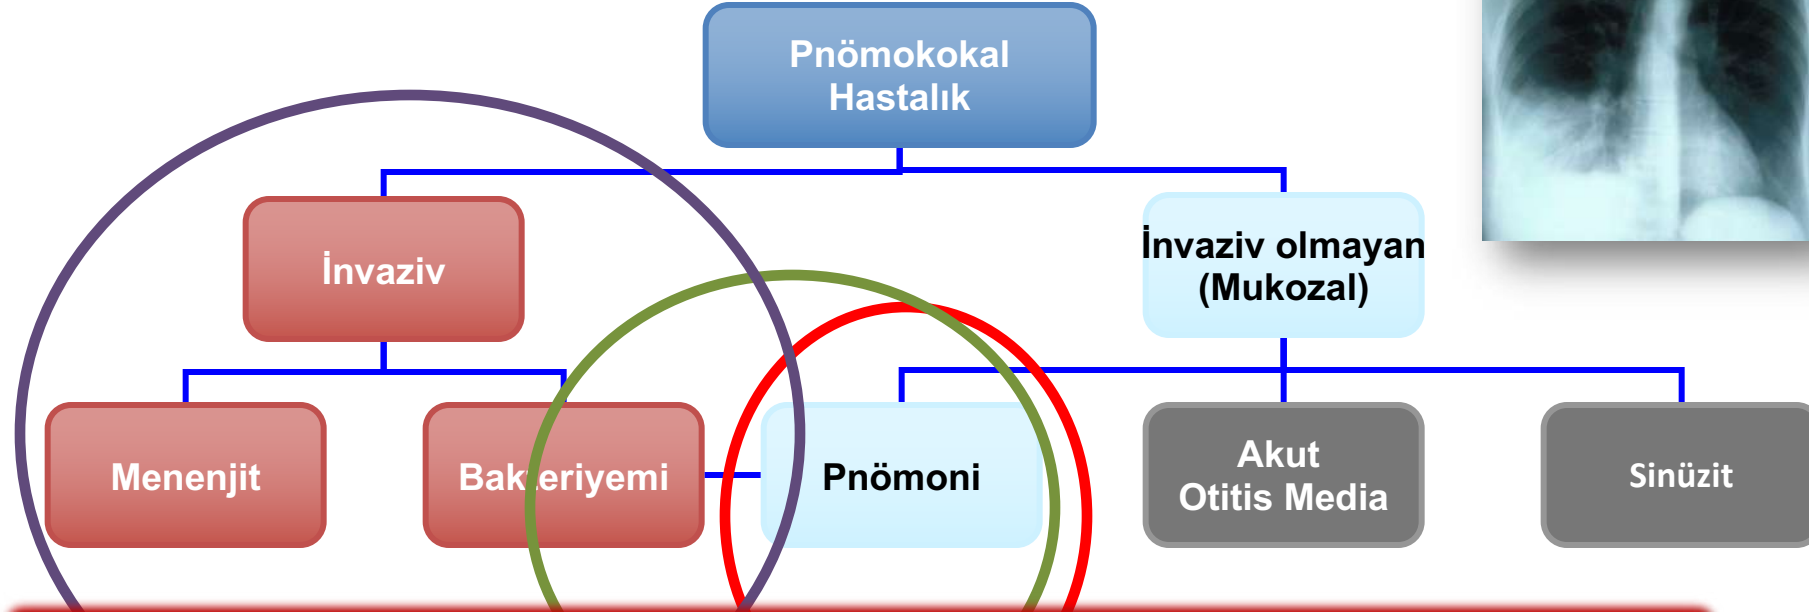 Pnömokokal
Hastalık
İnvaziv
İnvaziv olmayan
(Mukozal)
Menenjit
Bakteriyemi
Pnömoni
Akut
Otitis Media
Sinüzit